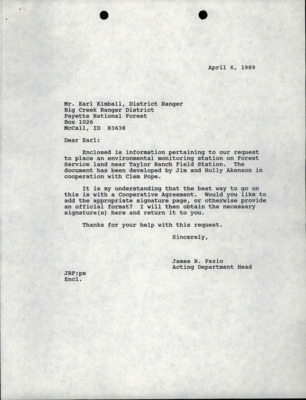 April 6, 1989
Mr. Earl Kimball, District Ranger
Big Creek Ranger District
Payette National Forest
Box 1026
McCall, ID 83638
Dear Earl:
Enclosed is information pertaining to our request
to place an environmental monitoring station on Forest
Service land near Taylor Ranch Field Station. The
document has been developed by Jim and Holly Akenson in
cooperation with Clem Pope.
It is my understanding that the best way to go on
this is with a Cooperative Agreement. Would you like to
add the appropriate signature page, or otherwise provide
an official format? I will then obtain the necessary
signature(s) here and return it to you.
Thanks for your help with this request.
Sincerely,
James R. Fazio
Acting Department Head
JRF:ps
Encl.